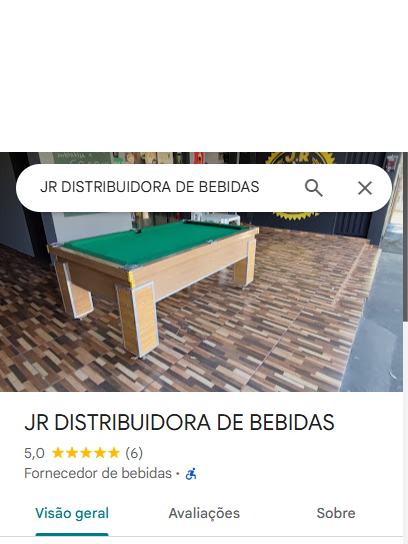 J.R
JR DISTRIBUIDORA DE BEBIDAS
JR DISTRIBUIDORA DE BEBIDAS
5,0 ★★★★★ (6)
Fornecedor de bebidas ·
Visão geral
Avaliações
Sobre